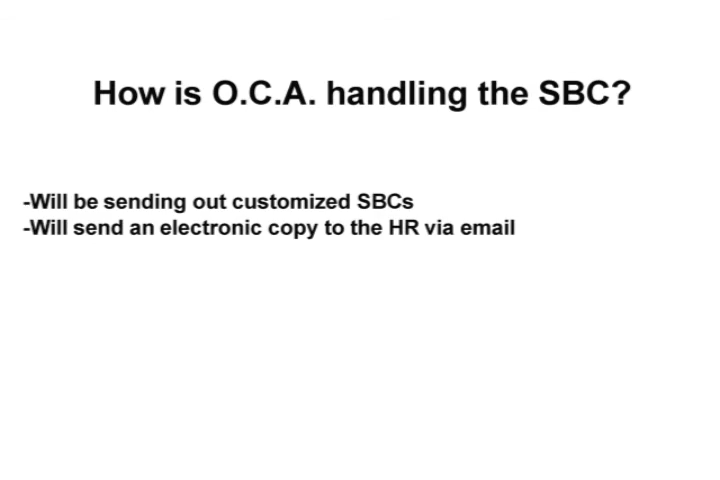 How is O.C.A. handling the SBC?
-Will be sending out customized SBCs
-Will send an electronic copy to the HR via email